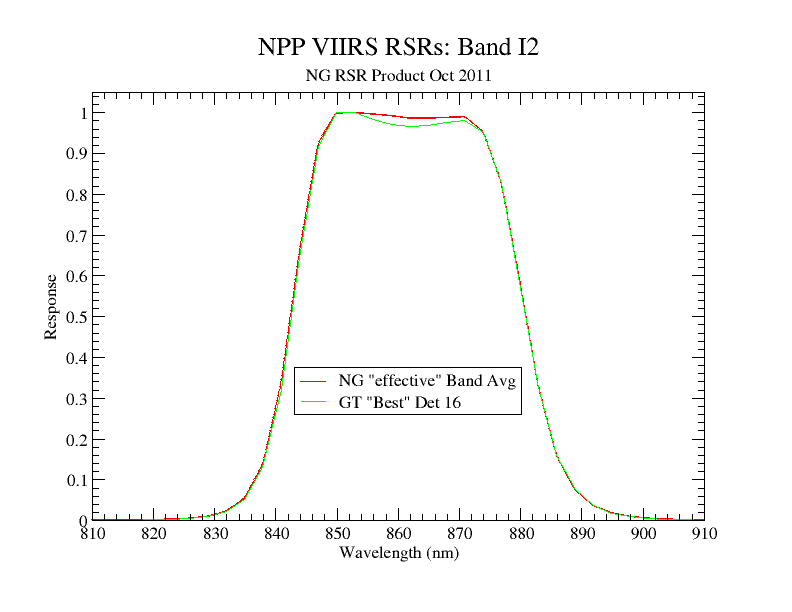 NPP VIIRS RSRs: Band I2
NG RSR Product Oct 2011
1
0.9
0.8
0.7
0.6
0.5
0.4
0.3
0.2
0.1
0
Response
NG "effective" Band Avg
GT "Best" Det 16
810 820 830 840 850 860 870 880 890 900 910
Wavelength (nm)